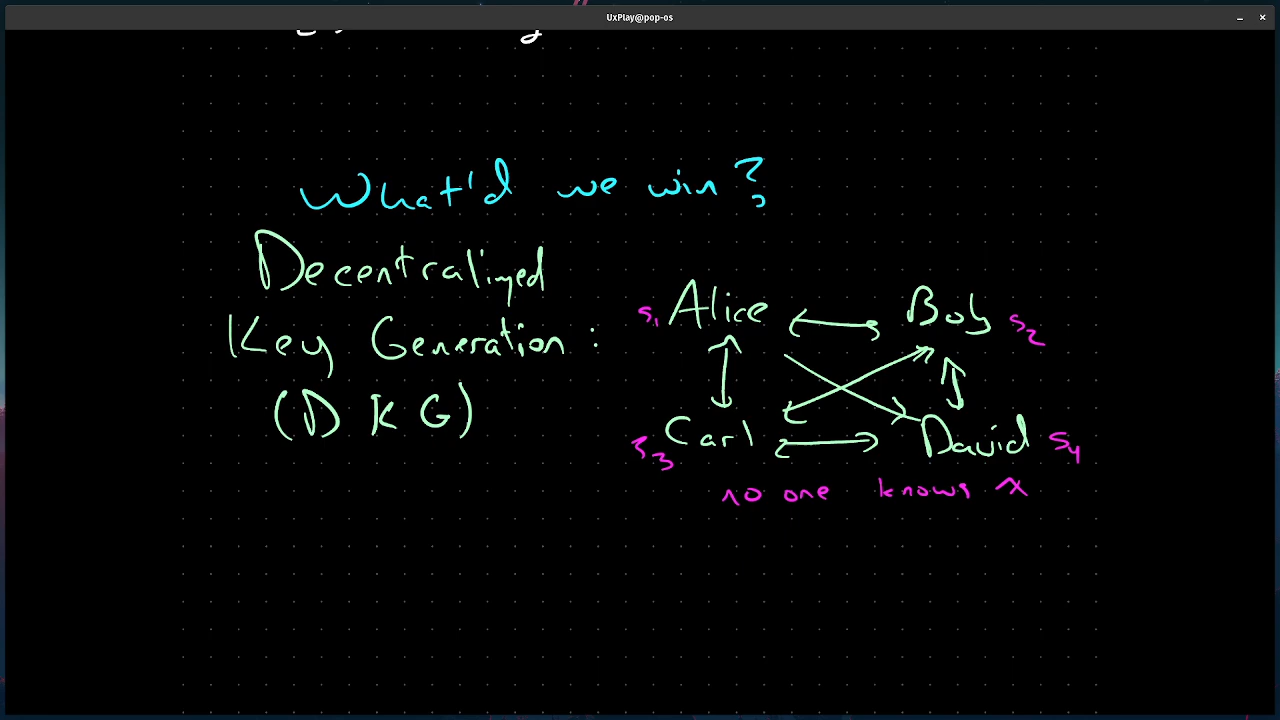 UxPlay@pop-os
What'd we win?
Decentralized
Key Generation:
(DKG)
s1 Alice Bob s2
s3 Carl David s4
no one knows x